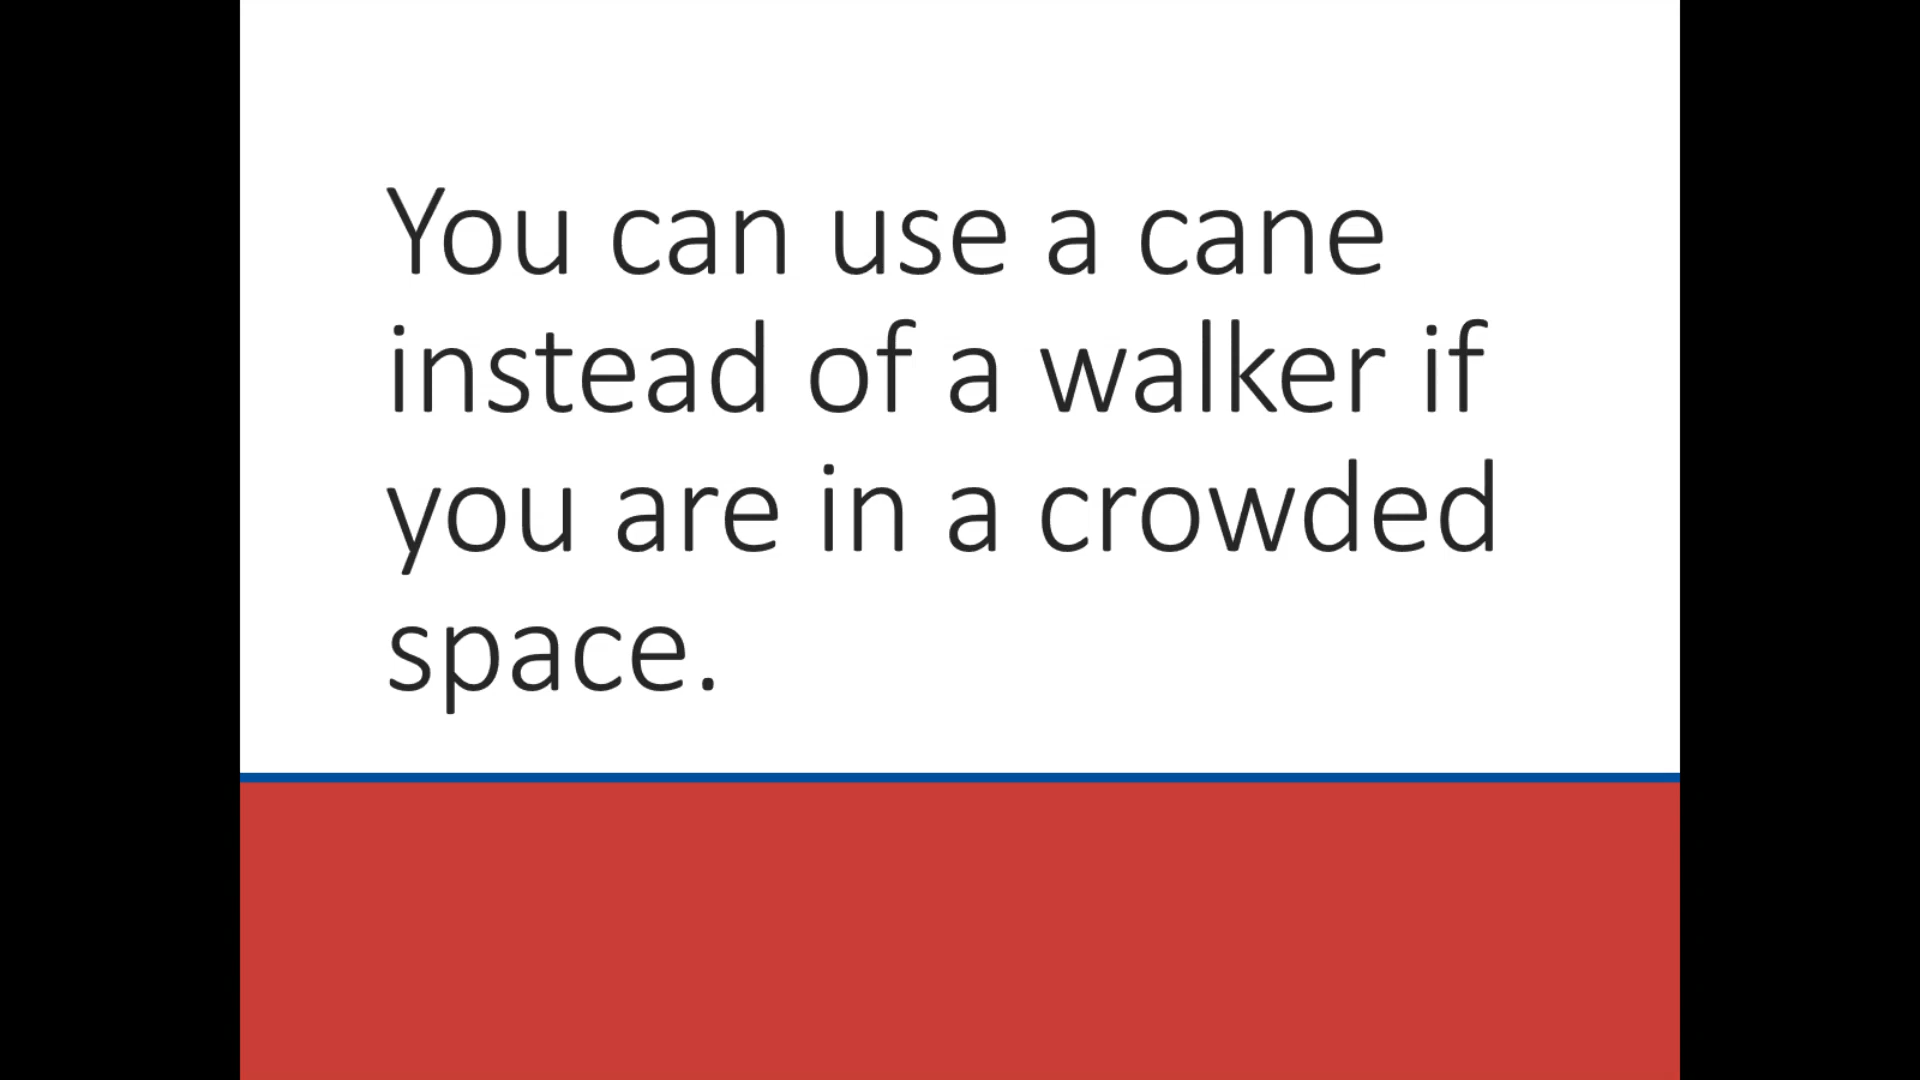 You can use a cane
instead of a walker if
you are in a crowded
space.